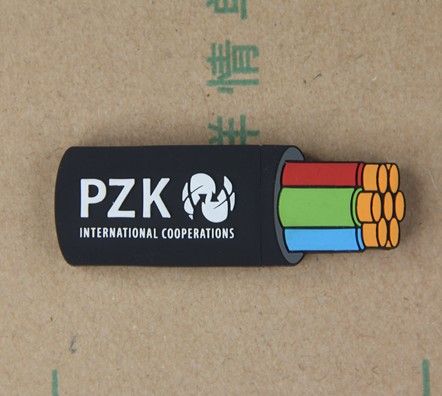 PZK
INTERNATIONAL COOPERATIONS
情